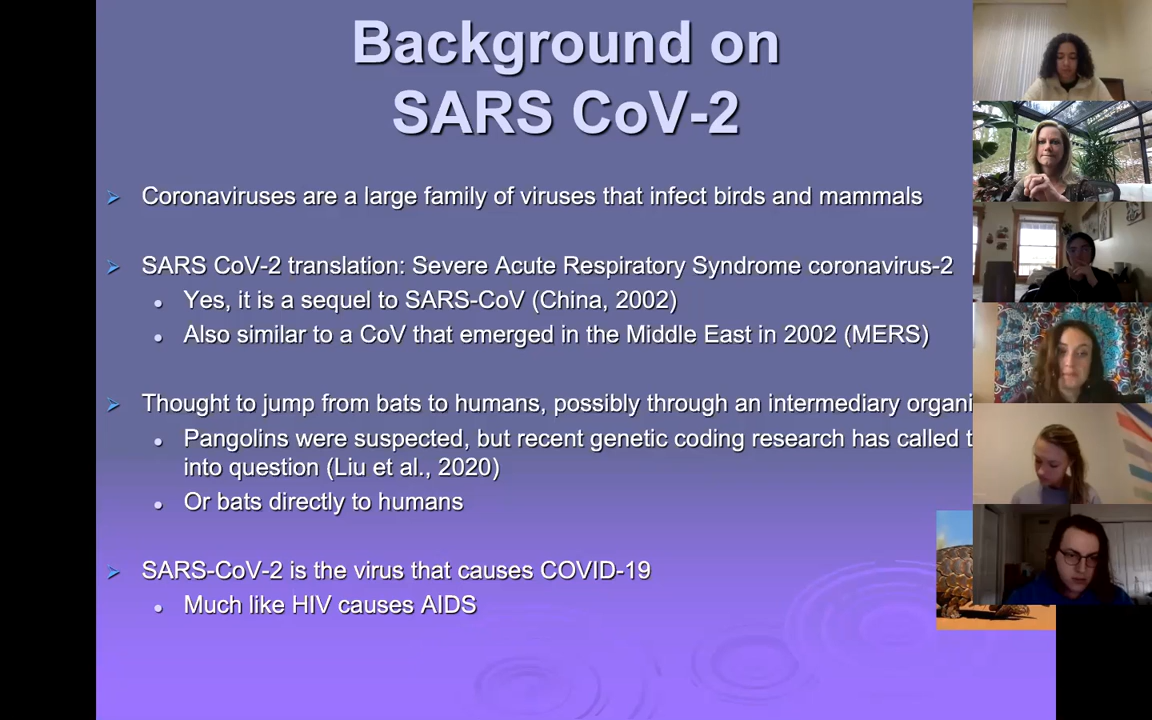 Background on
SARS CoV-2
Coronaviruses are a large family of viruses that infect birds and mammals
SARS CoV-2 translation: Severe Acute Respiratory Syndrome coronavirus-2
Yes, it is a sequel to SARS-CoV (China, 2002)
Also similar to a CoV that emerged in the Middle East in 2002 (MERS)
Thought to jump from bats to humans, possibly through an intermediary organi
Pangolins were suspected, but recent genetic coding research has called t
into question (Liu et al., 2020)
Or bats directly to humans
SARS-CoV-2 is the virus that causes COVID-19
Much like HIV causes AIDS